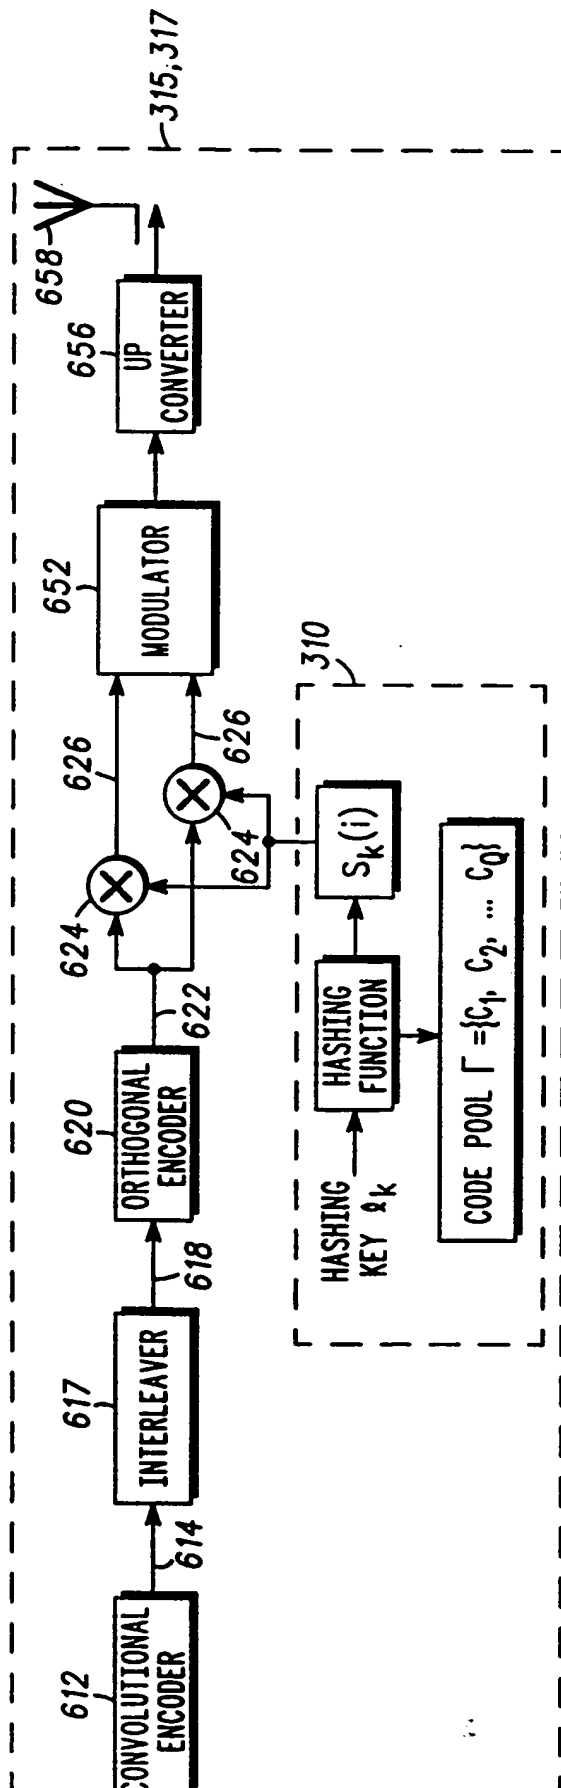 315,317
612
CONVOLUTIONAL
ENCODER
614
617
INTERLEAVER
618
620
ORTHOGONAL
ENCODER
622
624
624
626
626
652
MODULATOR
656
UP
CONVERTER
658
310
HASHING
KEY ℓk
HASHING
FUNCTION
Sk(i)
CODE POOL Γ ={C1, C2, ... CQ}